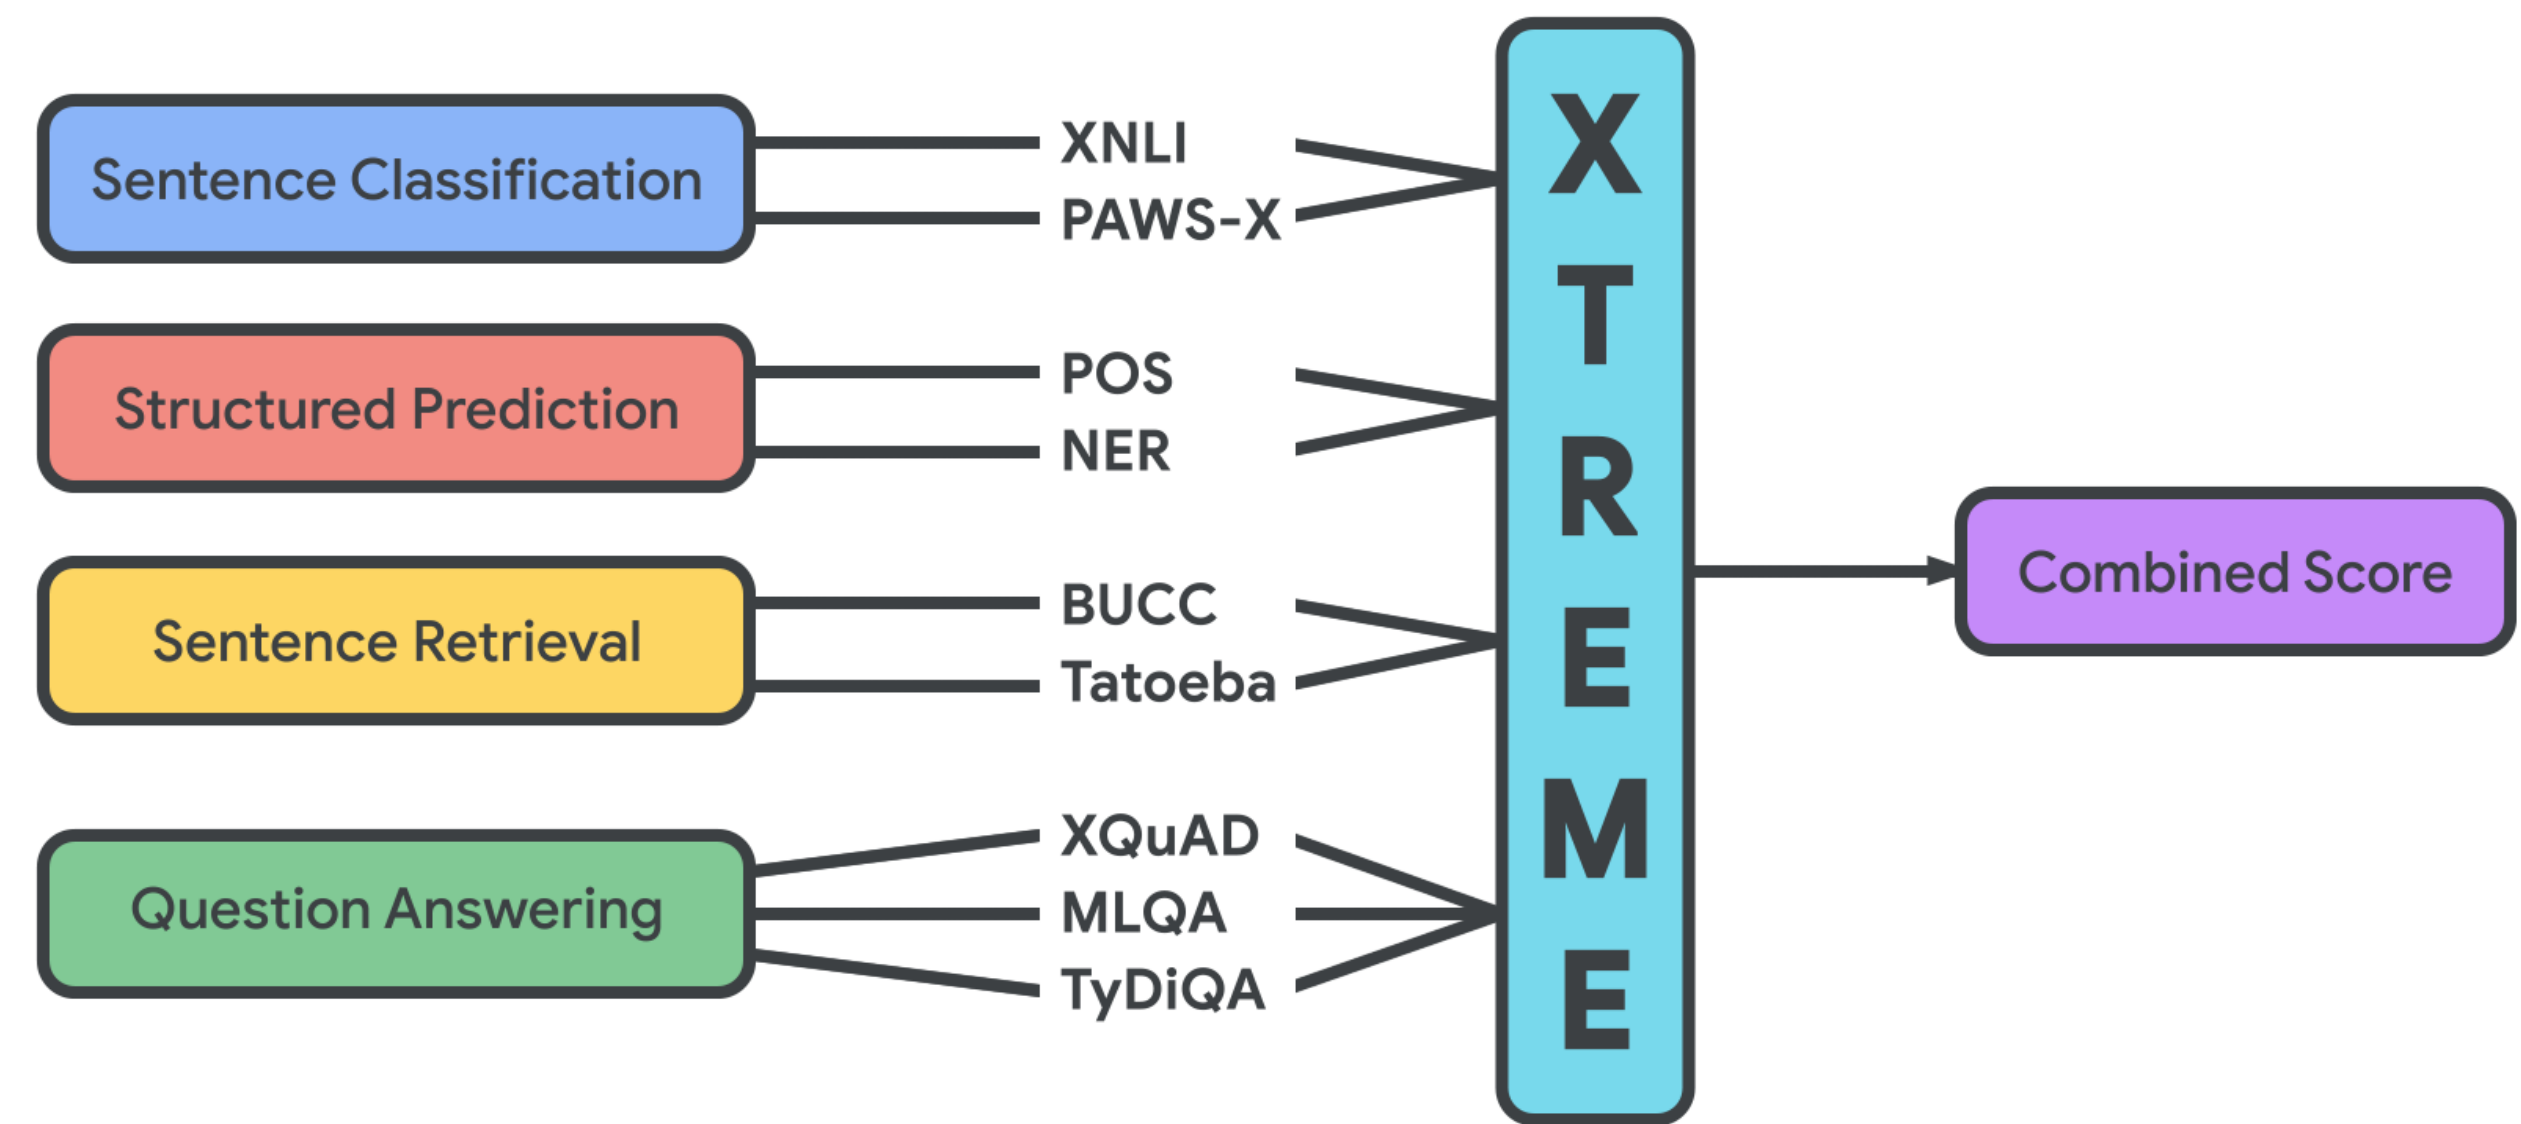 Sentence Classification
XNLI
PAWS-X
Structured Prediction
POS
NER
Sentence Retrieval
BUCC
Tatoeba
Question Answering
XQuAD
MLQA
TyDiQA
X
T
R
E
M
E
Combined Score